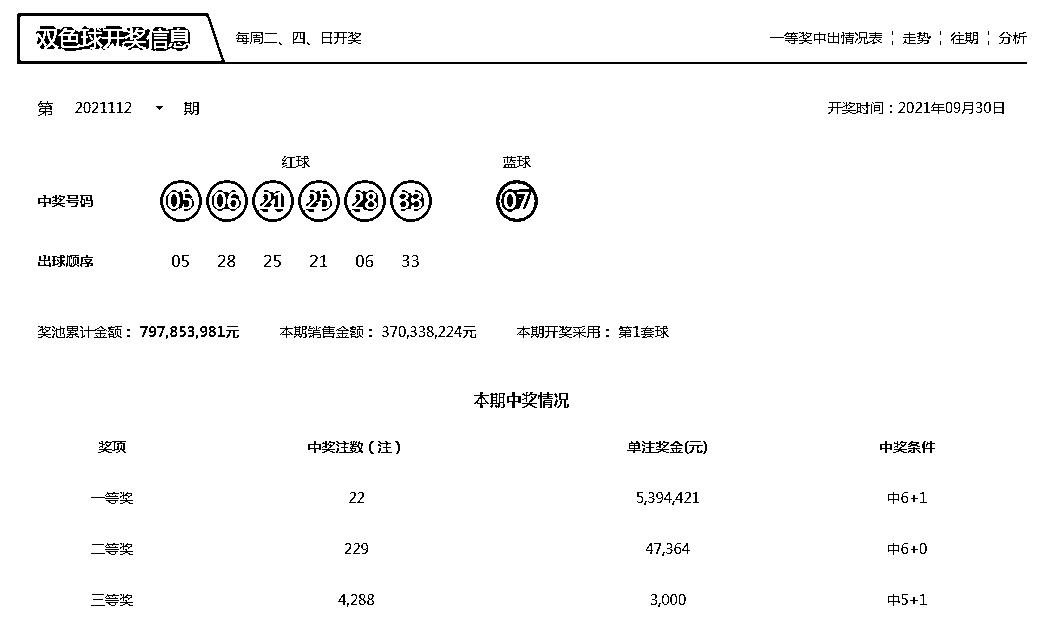 双色球开奖信息 每周二、四、日开奖 一等奖中出情况表 ¦ 走势 ¦ 往期 ¦ 分析
第 2021112 期 开奖时间：2021年09月30日
红球 蓝球
中奖号码 05 06 21 25 28 33 07
出球顺序 05 28 25 21 06 33
奖池累计金额： 797,853,981元 本期销售金额： 370,338,224元 本期开奖采用： 第1套球
本期中奖情况
奖项 中奖注数（注） 单注奖金(元) 中奖条件
一等奖 22 5,394,421 中6+1
二等奖 229 47,364 中6+0
三等奖 4,288 3,000 中5+1